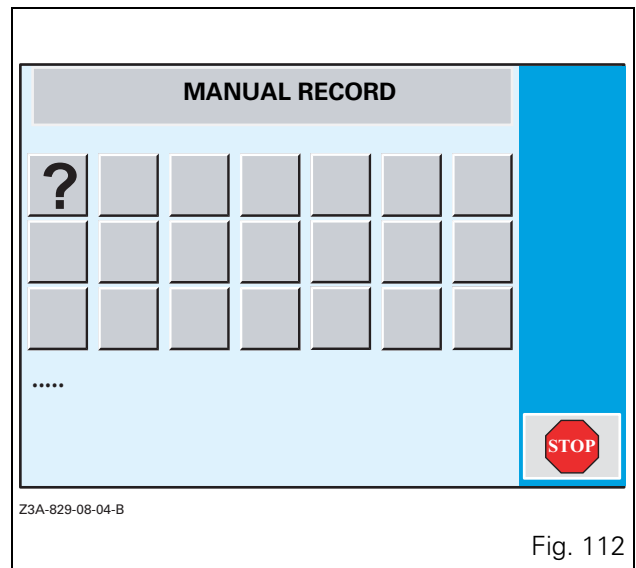 MANUAL RECORD
?
.....
STOP
Z3A-829-08-04-B
Fig. 112